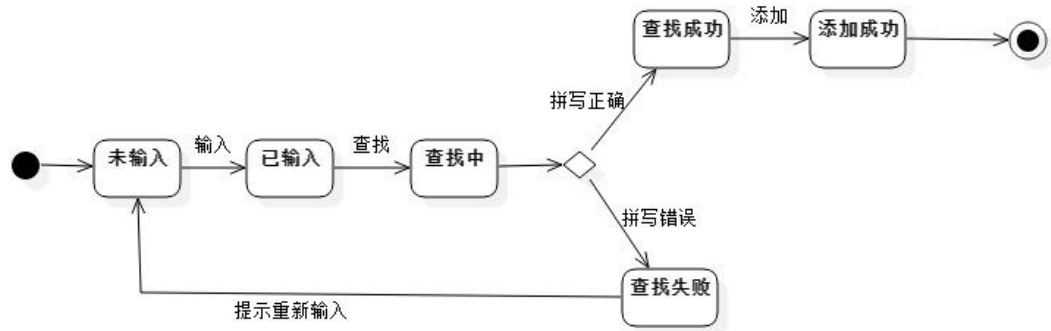 查找成功
添加
添加成功
拼写正确
未输入
输入
已输入
查找
查找中
拼写错误
查找失败
提示重新输入